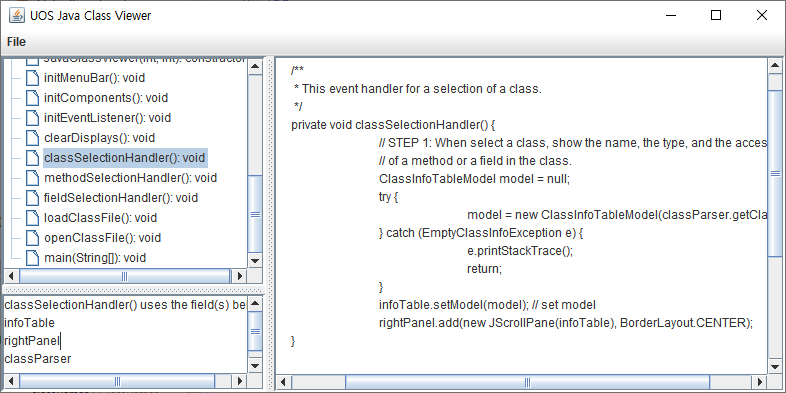 UOS Java Class Viewer
File
JavaClassViewer(int, int): constructor
initMenuBar(): void
initComponents(): void
initEventListener(): void
clearDisplays(): void
classSelectionHandler(): void
methodSelectionHandler(): void
fieldSelectionHandler(): void
loadClassFile(): void
openClassFile(): void
main(String[]): void
classSelectionHandler() uses the field(s) be
infoTable
rightPanel
classParser
/**
* This event handler for a selection of a class.
*/
private void classSelectionHandler() {
// STEP 1: When select a class, show the name, the type, and the acces
// of a method or a field in the class.
ClassInfoTableModel model = null;
try {
model = new ClassInfoTableModel(classParser.getCla
} catch (EmptyClassInfoException e) {
e.printStackTrace();
return;
}
infoTable.setModel(model); // set model
rightPanel.add(new JScrollPane(infoTable), BorderLayout.CENTER);
}